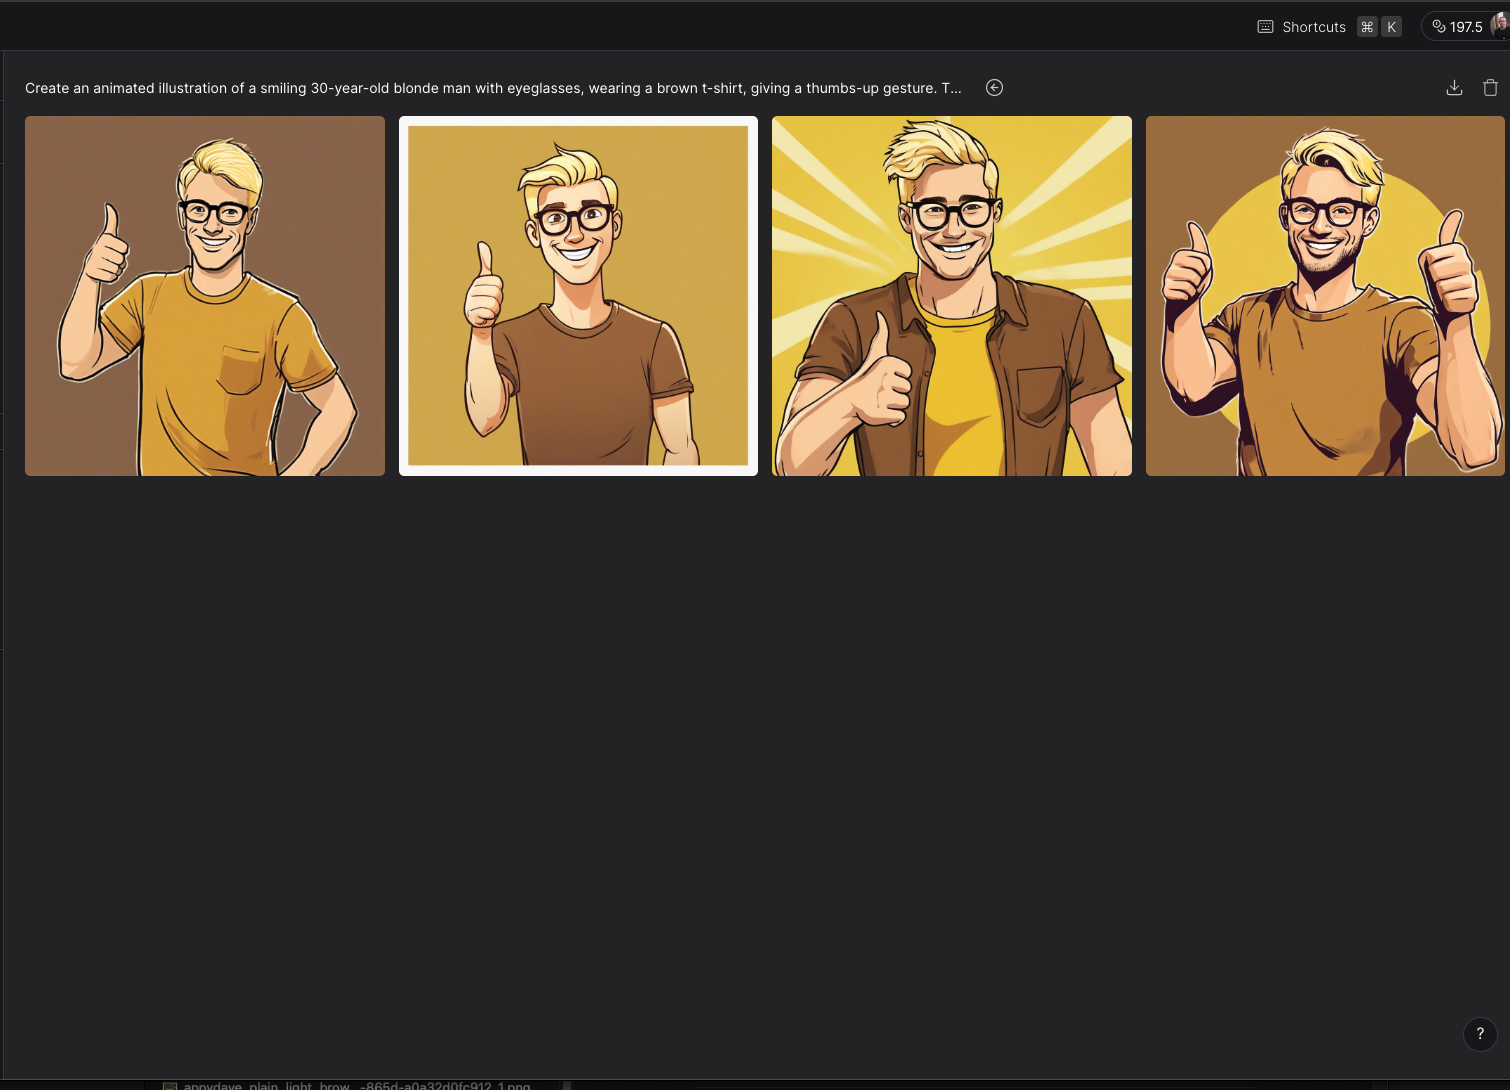 Shortcuts ⌘ K 197.5
Create an animated illustration of a smiling 30-year-old blonde man with eyeglasses, wearing a brown t-shirt, giving a thumbs-up gesture. T...
?
appydave_plain_light_brow...-865d-a0a32d0fc912_1.png